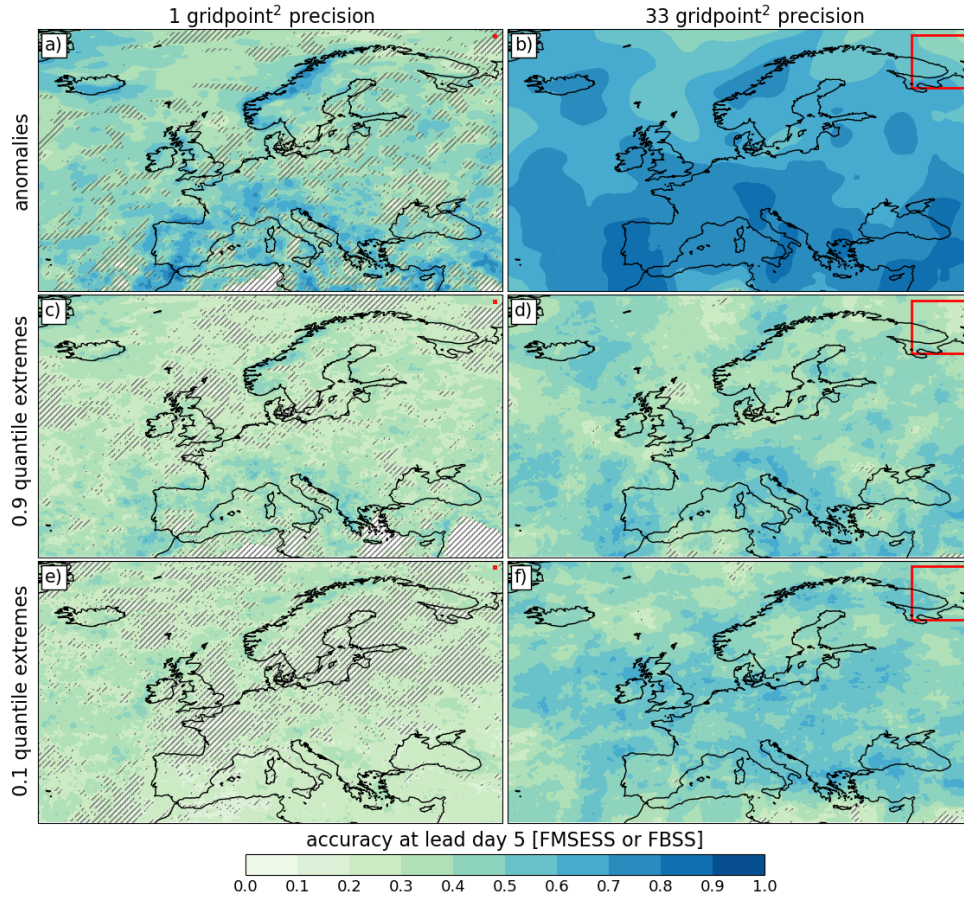 1 gridpoint² precision
33 gridpoint² precision
a)
b)
anomalies
c)
d)
0.9 quantile extremes
e)
f)
0.1 quantile extremes
accuracy at lead day 5 [FMSESS or FBSS]
0.0 0.1 0.2 0.3 0.4 0.5 0.6 0.7 0.8 0.9 1.0